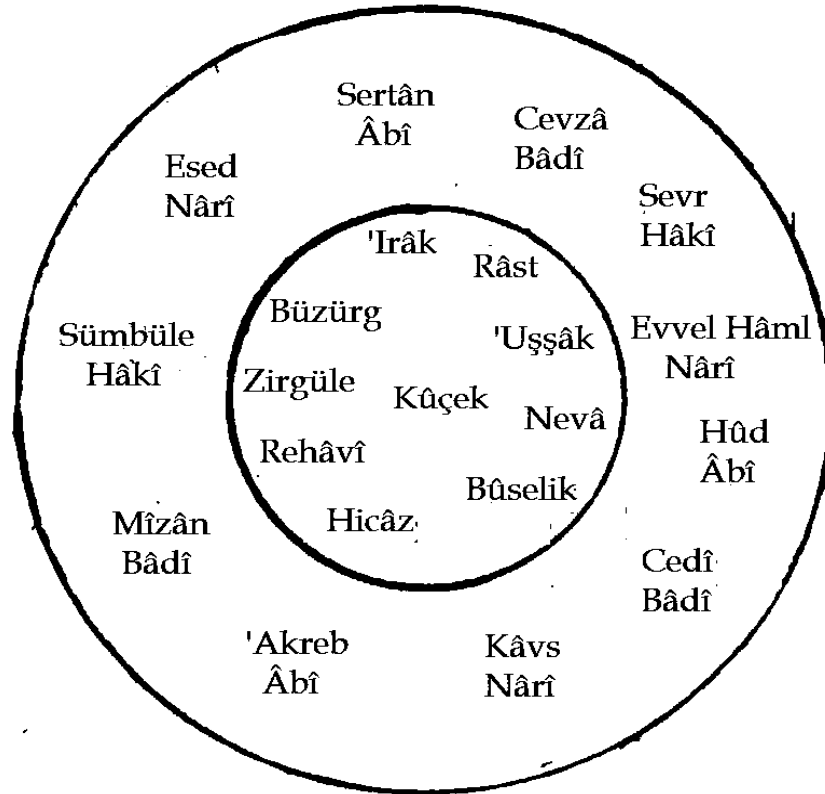 Sertân
Âbî
Cevzâ
Bâdî
Esed
Nârî
Sevr
Hâkî
'Irâk
Râst
Büzürg
'Uşşâk
Evvel Hâml
Nârî
Sümbüle
Hâkî
Zirgüle
Kûçek
Nevâ
Hûd
Âbî
Rehâvî
Bûselik
Hicâz
Mîzân
Bâdî
Cedî
Bâdî
'Akreb
Âbî
Kâvs
Nârî